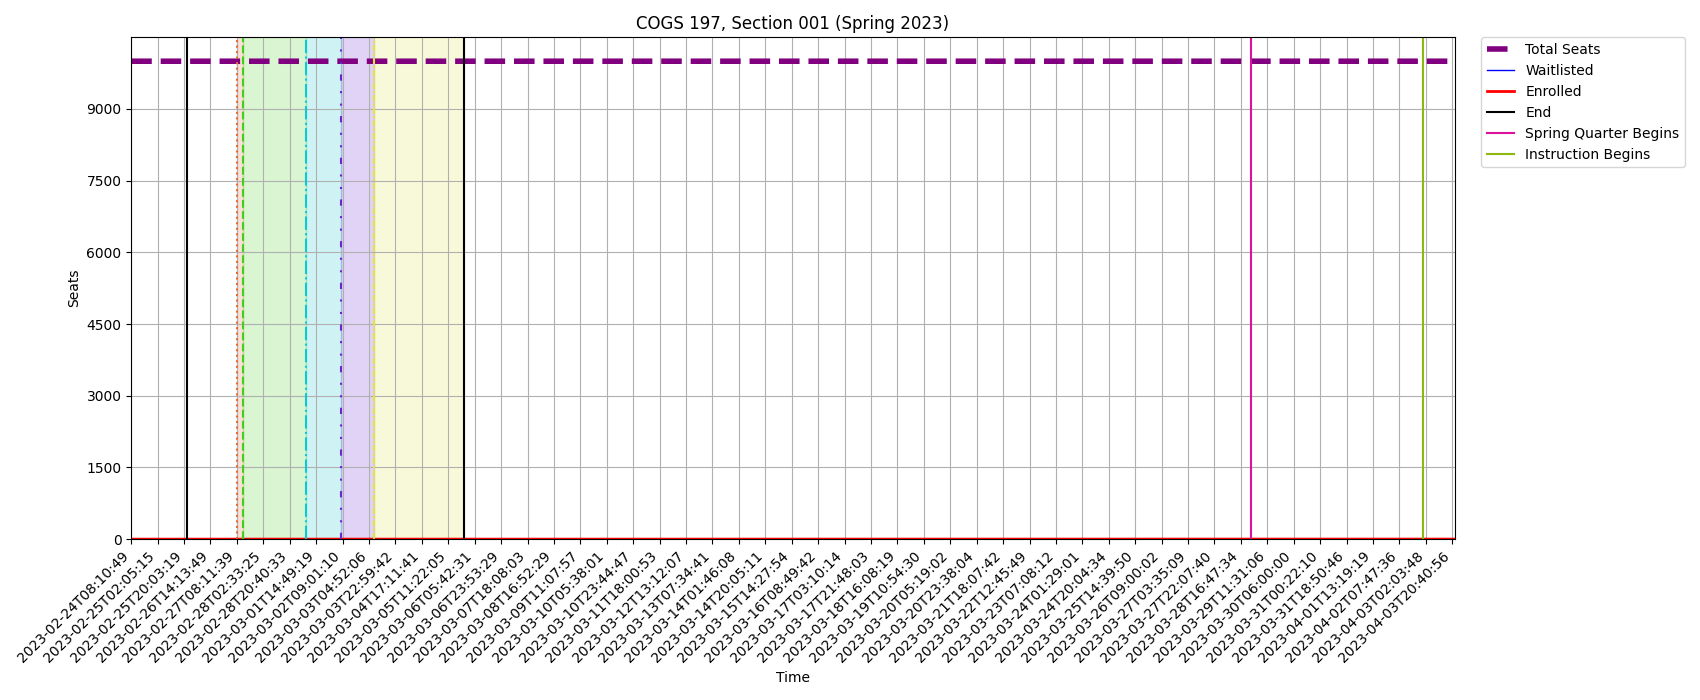 COGS 197, Section 001 (Spring 2023)
Total Seats
Waitlisted
Enrolled
End
Spring Quarter Begins
Instruction Begins
9000
7500
6000
4500
3000
1500
0
Seats
2023-02-24T08:10:49
2023-02-25T02:05:15
2023-02-25T20:03:19
2023-02-26T14:13:49
2023-02-27T08:11:39
2023-02-28T02:33:25
2023-02-28T20:40:33
2023-03-01T14:49:19
2023-03-02T09:01:10
2023-03-03T04:52:06
2023-03-03T22:59:42
2023-03-04T17:11:41
2023-03-05T11:22:05
2023-03-06T05:42:31
2023-03-06T23:53:29
2023-03-07T18:08:03
2023-03-08T16:52:29
2023-03-09T11:07:57
2023-03-10T05:38:01
2023-03-10T23:44:47
2023-03-11T18:00:53
2023-03-12T13:12:07
2023-03-13T07:34:41
2023-03-14T01:46:08
2023-03-14T20:05:11
2023-03-15T14:27:54
2023-03-16T08:49:42
2023-03-17T03:10:14
2023-03-17T21:48:03
2023-03-18T16:08:19
2023-03-19T10:54:30
2023-03-20T05:19:02
2023-03-20T23:38:04
2023-03-21T18:07:42
2023-03-22T12:45:49
2023-03-23T07:08:12
2023-03-24T01:29:01
2023-03-24T20:04:34
2023-03-25T14:39:50
2023-03-26T09:00:02
2023-03-27T03:35:09
2023-03-27T22:07:40
2023-03-28T16:47:34
2023-03-29T11:31:06
2023-03-30T06:00:00
2023-03-31T00:22:10
2023-03-31T18:50:46
2023-04-01T13:19:19
2023-04-02T07:47:36
2023-04-03T02:03:48
2023-04-03T20:40:56
Time